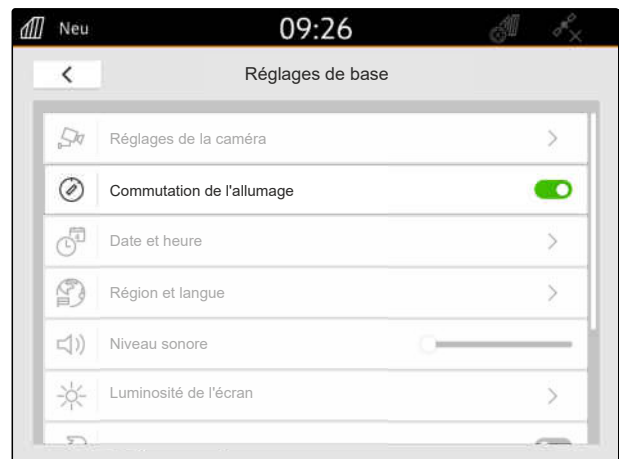 Neu 09:26
Réglages de base
Réglages de la caméra
Commutation de l'allumage
Date et heure
Région et langue
Niveau sonore
Luminosité de l'écran